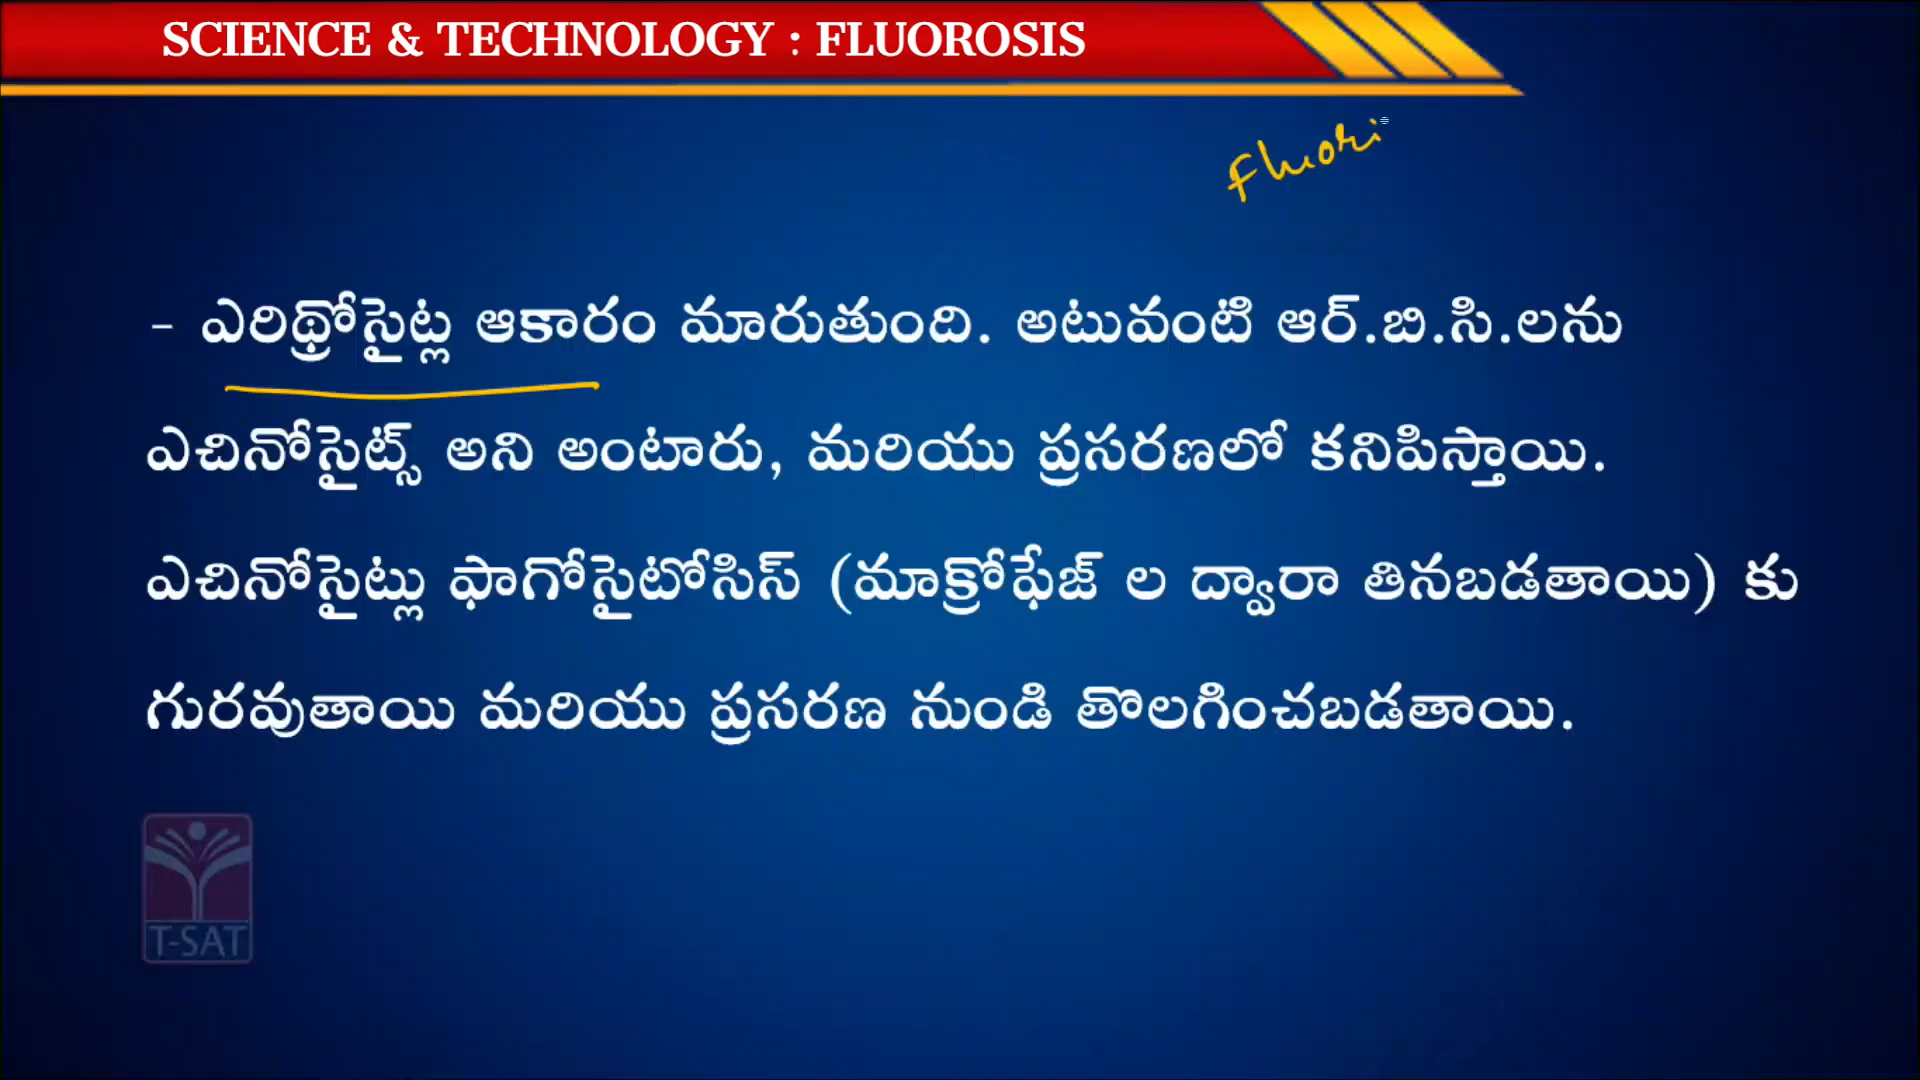 SCIENCE & TECHNOLOGY : FLUOROSIS
Fluori
- ఎరిథ్రోసైట్ల ఆకారం మారుతుంది. అటువంటి ఆర్.బి.సి.లను
ఎచినోసైట్స్ అని అంటారు, మరియు ప్రసరణలో కనిపిస్తాయి.
ఎచినోసైట్లు ఫాగోసైటోసిస్ (మాక్రోఫేజ్ ల ద్వారా తినబడతాయి) కు
గురవుతాయి మరియు ప్రసరణ నుండి తొలగించబడతాయి.
T-SAT